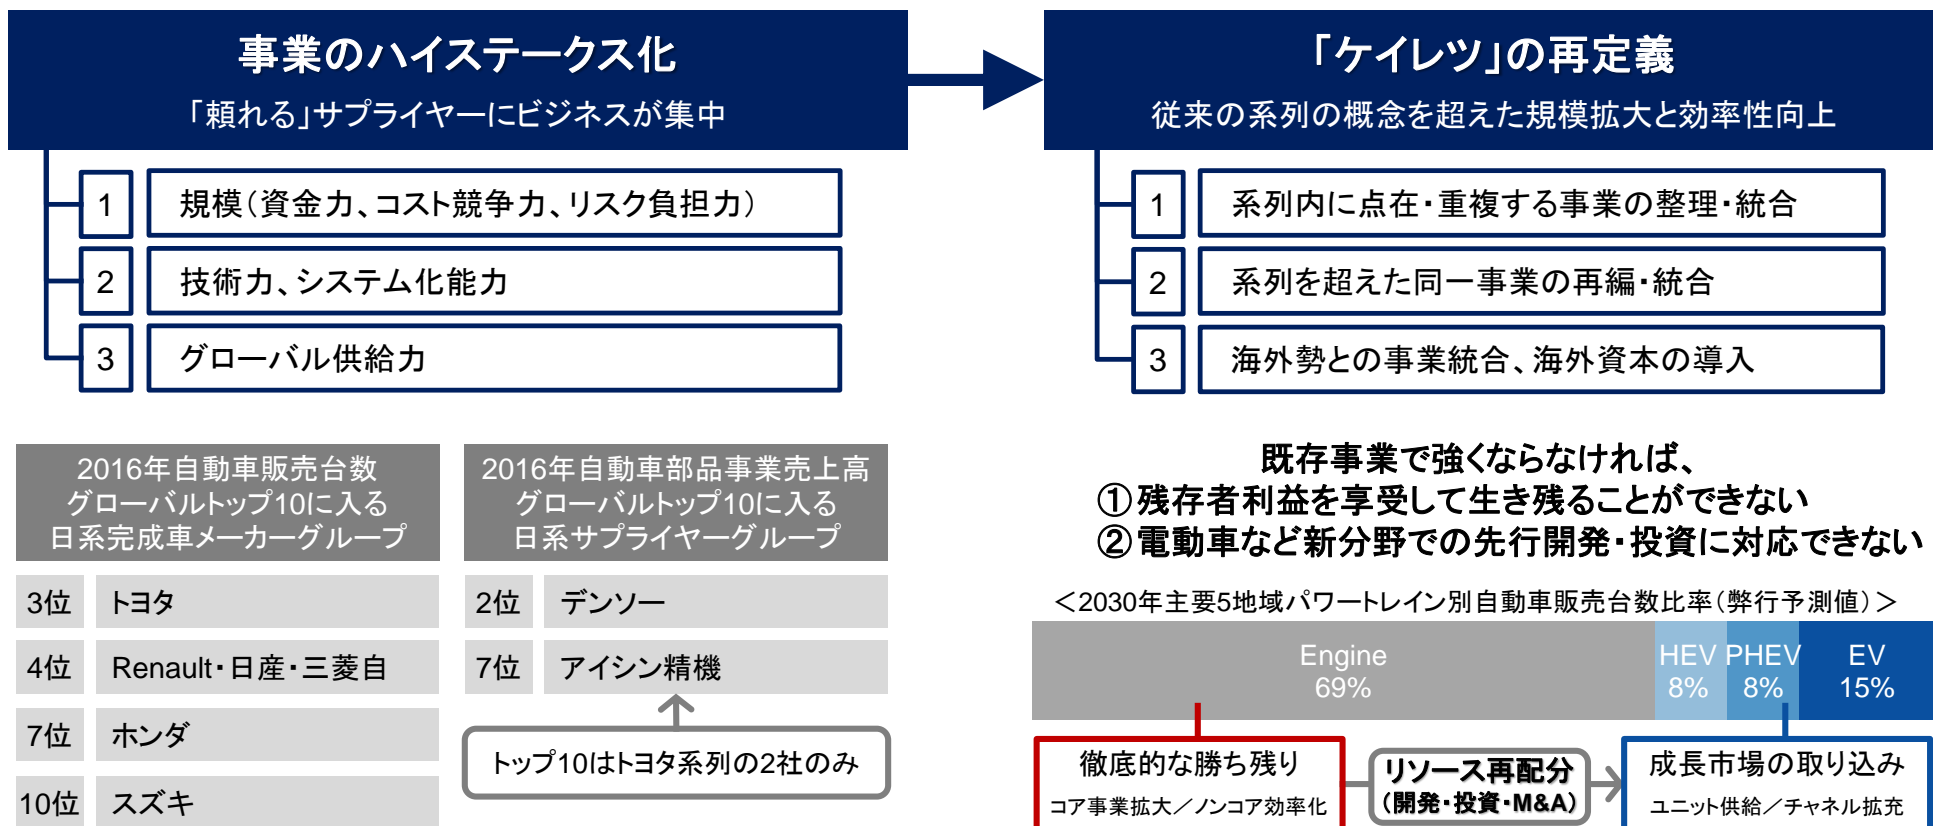 事業のハイステークス化
「頼れる」サプライヤーにビジネスが集中
1
規模（資金力、コスト競争力、リスク負担力）
2
技術力、システム化能力
3
グローバル供給力
「ケイレツ」の再定義
従来の系列の概念を超えた規模拡大と効率性向上
1
系列内に点在・重複する事業の整理・統合
2
系列を超えた同一事業の再編・統合
3
海外勢との事業統合、海外資本の導入
2016年自動車販売台数
グローバルトップ10に入る
日系完成車メーカーグループ
3位 トヨタ
4位 Renault・日産・三菱自
7位 ホンダ
10位 スズキ
2016年自動車部品事業売上高
グローバルトップ10に入る
日系サプライヤーグループ
2位 デンソー
7位 アイシン精機
トップ10はトヨタ系列の2社のみ
既存事業で強くならなければ、
①残存者利益を享受して生き残ることができない
②電動車など新分野での先行開発・投資に対応できない
＜2030年主要5地域パワートレイン別自動車販売台数比率（弊行予測値）＞
Engine
69%
HEV
8%
PHEV
8%
EV
15%
徹底的な勝ち残り
コア事業拡大／ノンコア効率化
リソース再配分
（開発・投資・M&A）
成長市場の取り込み
ユニット供給／チャネル拡充